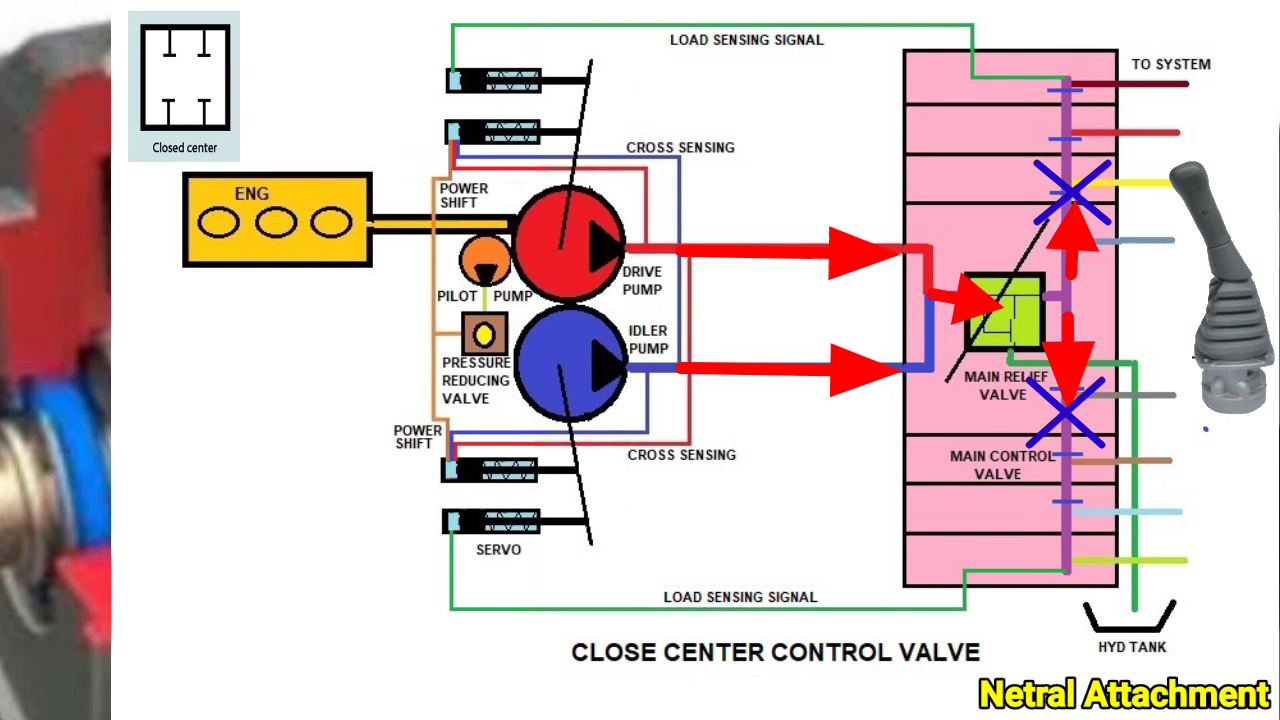 LOAD SENSING SIGNAL
TO SYSTEM
Closed center
CROSS SENSING
ENG
POWER
SHIFT
DRIVE
PUMP
PILOT PUMP
IDLER
PUMP
PRESSURE
REDUCING
VALVE
MAIN RELIEF
VALVE
POWER
SHIFT
CROSS SENSING
MAIN CONTROL
VALVE
SERVO
LOAD SENSING SIGNAL
HYD TANK
CLOSE CENTER CONTROL VALVE
Netral Attachment